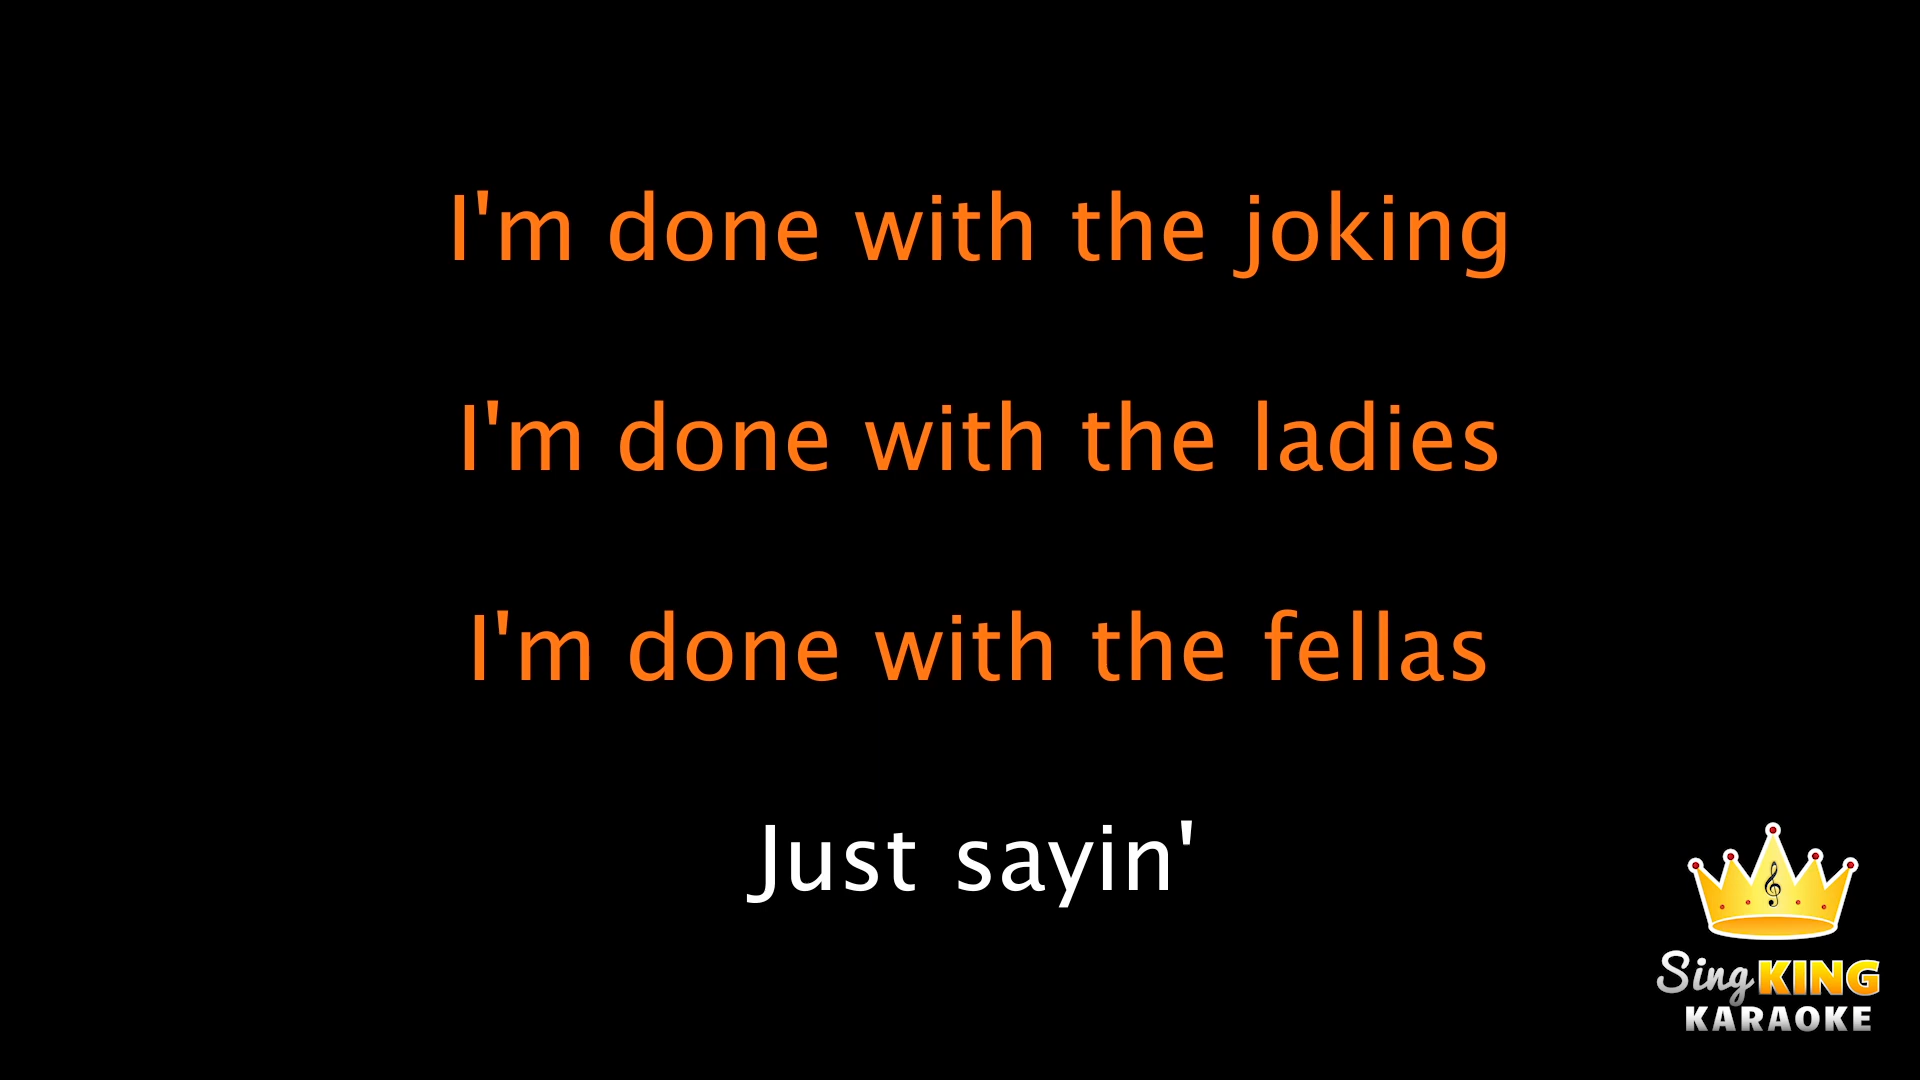 I'm done with the joking
I'm done with the ladies
I'm done with the fellas
Just sayin'
Sing KING
KARAOKE